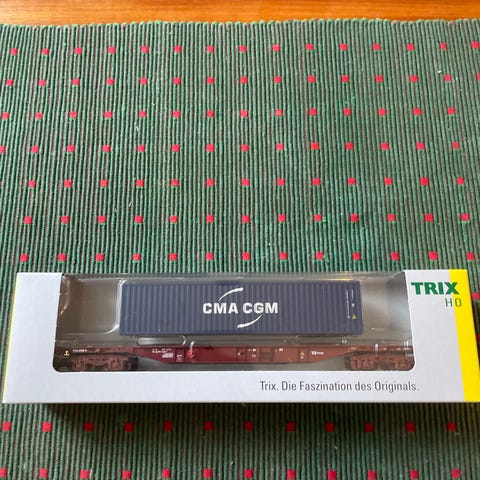 TRIX
H0
CMA CGM
Trix. Die Faszination des Originals.